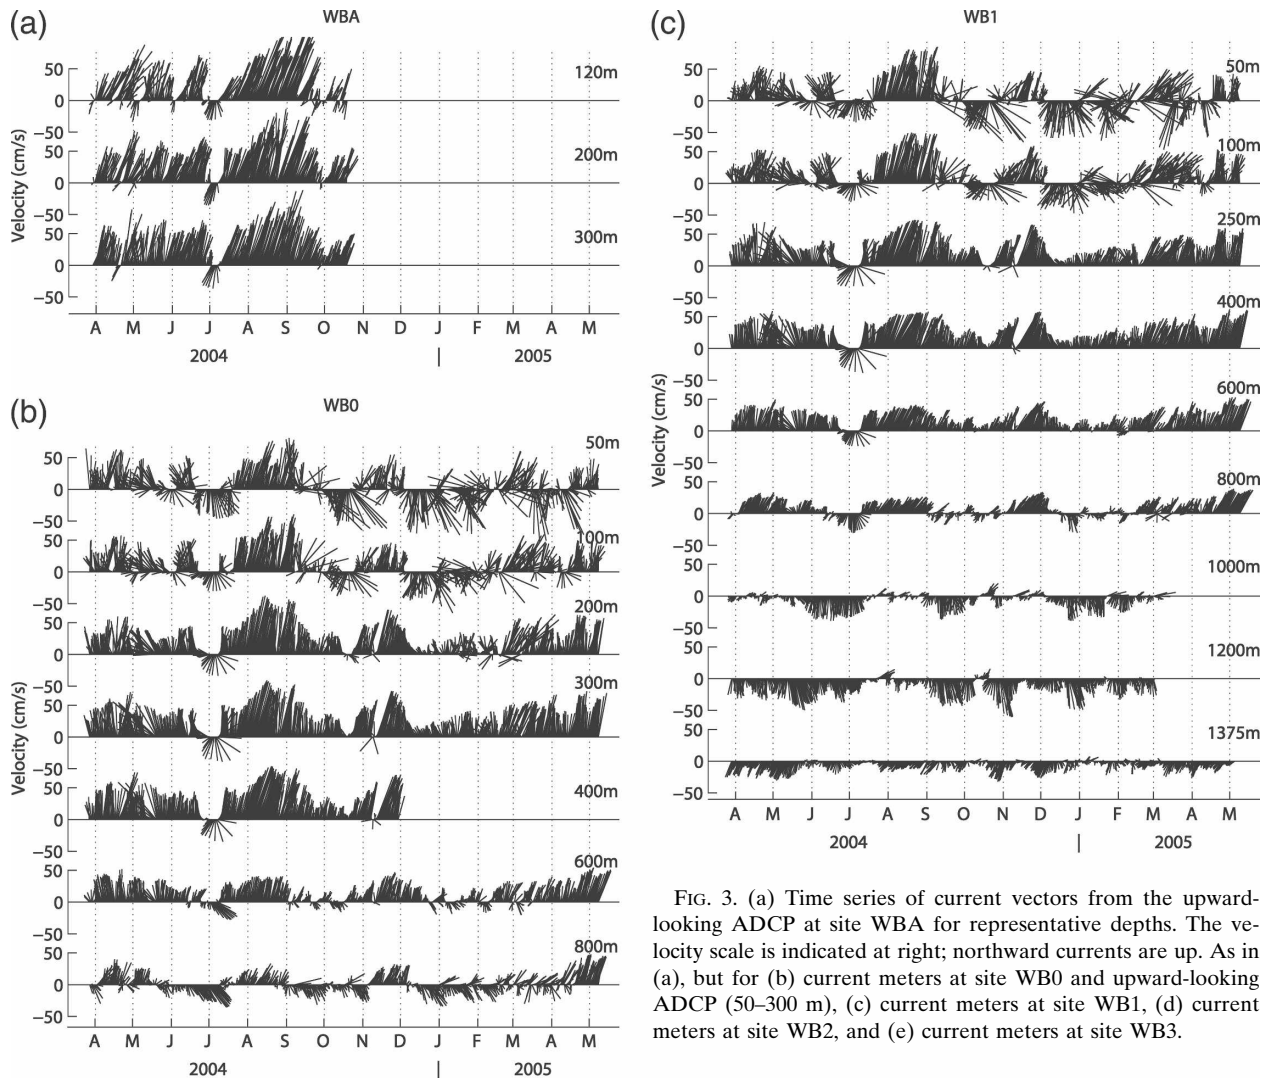 (a)
WBA
120m
200m
300m
Velocity (cm/s)
50
0
−50
50
0
−50
50
0
−50
A M J J A S O N D J F M A M
2004 | 2005
(b)
WB0
50m
100m
200m
300m
400m
600m
800m
Velocity (cm/s)
50
0
−50
50
0
−50
50
0
−50
50
0
−50
50
0
−50
50
0
−50
50
0
−50
A M J J A S O N D J F M A M
2004 | 2005
(c)
WB1
50m
100m
250m
400m
600m
800m
1000m
1200m
1375m
Velocity (cm/s)
50
0
−50
50
0
−50
50
0
−50
50
0
−50
50
0
−50
50
0
−50
50
0
−50
50
0
−50
50
0
−50
A M J J A S O N D J F M A M
2004 | 2005
FIG. 3. (a) Time series of current vectors from the upward-
looking ADCP at site WBA for representative depths. The ve-
locity scale is indicated at right; northward currents are up. As in
(a), but for (b) current meters at site WB0 and upward-looking
ADCP (50–300 m), (c) current meters at site WB1, (d) current
meters at site WB2, and (e) current meters at site WB3.